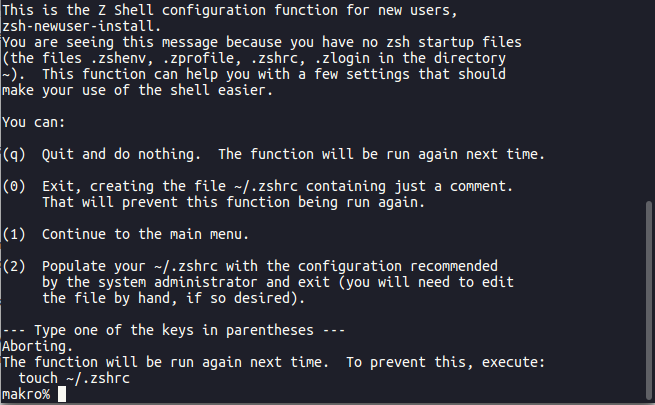 This is the Z Shell configuration function for new users,
zsh-newuser-install.
You are seeing this message because you have no zsh startup files
(the files .zshenv, .zprofile, .zshrc, .zlogin in the directory
~).  This function can help you with a few settings that should
make your use of the shell easier.

You can:

(q)  Quit and do nothing.  The function will be run again next time.

(0)  Exit, creating the file ~/.zshrc containing just a comment.
     That will prevent this function being run again.

(1)  Continue to the main menu.

(2)  Populate your ~/.zshrc with the configuration recommended
     by the system administrator and exit (you will need to edit
     the file by hand, if so desired).

--- Type one of the keys in parentheses ---
Aborting.
The function will be run again next time.  To prevent this, execute:
  touch ~/.zshrc
makro%